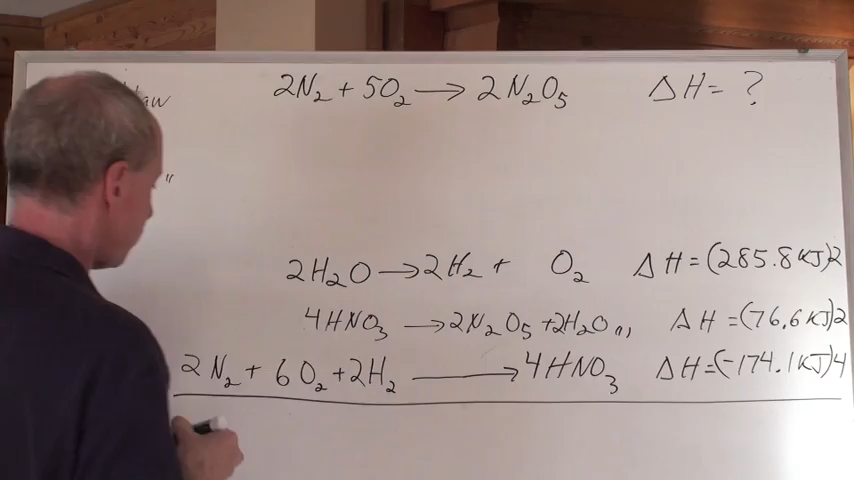 2N₂ + 5O₂ → 2N₂O₅ ΔH = ?
2H₂O → 2H₂ + O₂ ΔH = (285.8 KJ)2
4HNO₃ → 2N₂O₅ + 2H₂O(l) ΔH = (76.6 KJ)2
2N₂ + 6O₂ + 2H₂ → 4HNO₃ ΔH = (-174.1 KJ)4